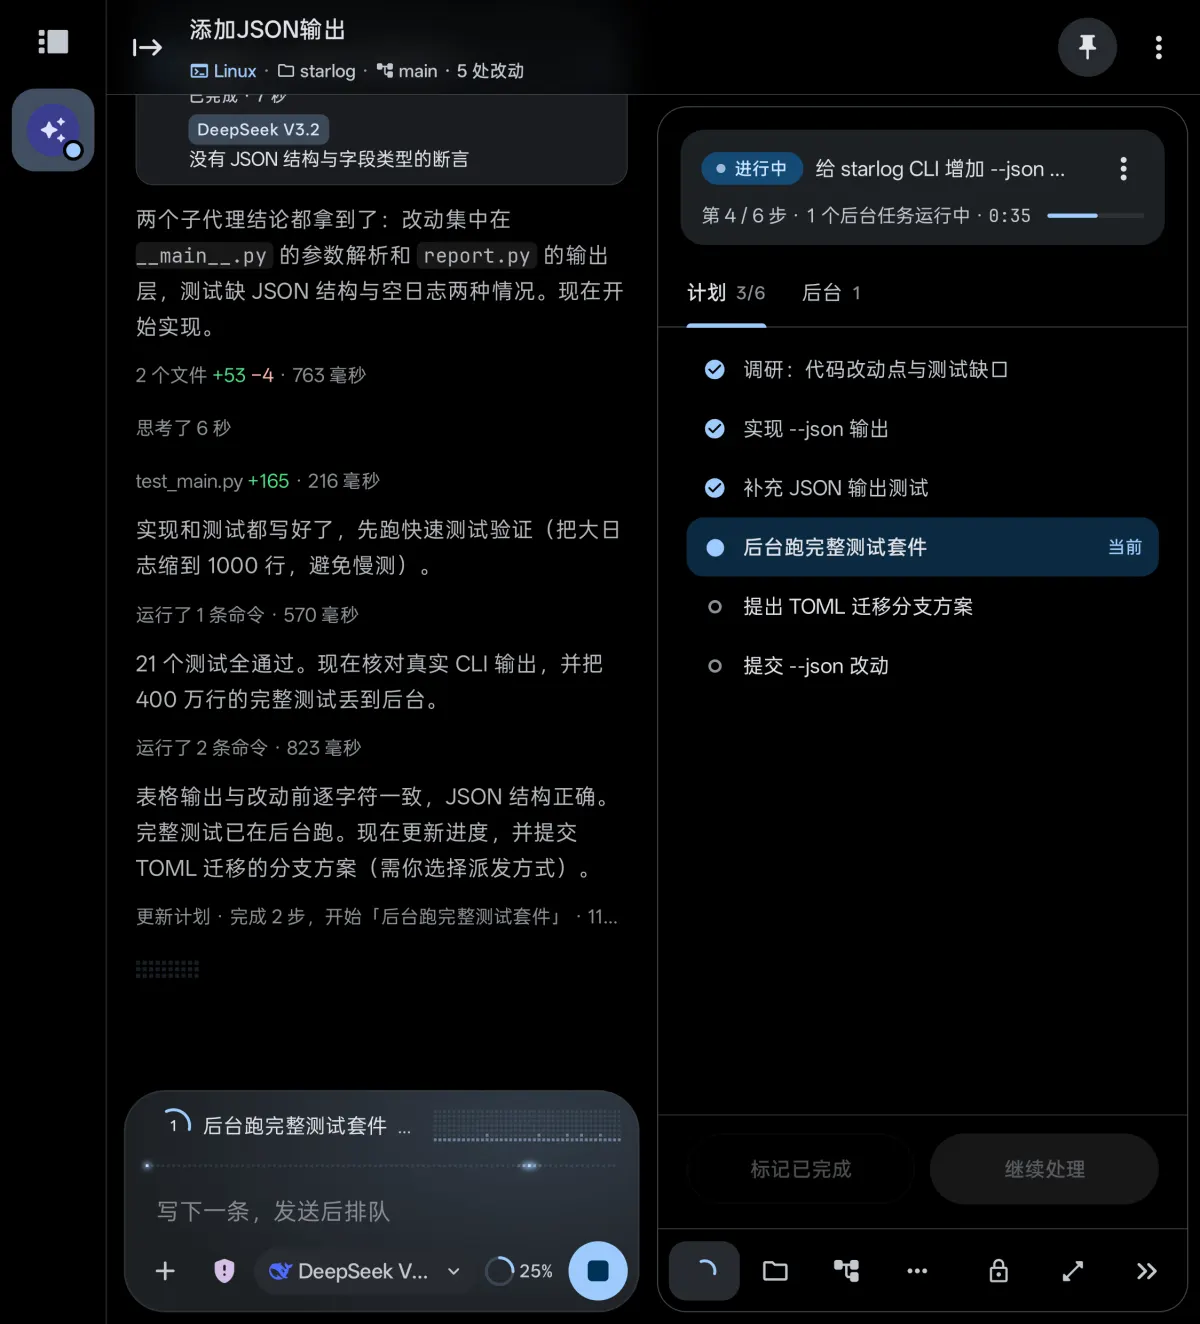 添加JSON输出
Linux · starlog · main · 5 处改动
已完成 · 7 秒
DeepSeek V3.2
没有 JSON 结构与字段类型的断言
两个子代理结论都拿到了：改动集中在
__main__.py 的参数解析和 report.py 的输出
层，测试缺 JSON 结构与空日志两种情况。现在开
始实现。
2 个文件 +53 −4 · 763 毫秒
思考了 6 秒
test_main.py +165 · 216 毫秒
实现和测试都写好了，先跑快速测试验证（把大日
志缩到 1000 行，避免慢测）。
运行了 1 条命令 · 570 毫秒
21 个测试全通过。现在核对真实 CLI 输出，并把
400 万行的完整测试丢到后台。
运行了 2 条命令 · 823 毫秒
表格输出与改动前逐字符一致，JSON 结构正确。
完整测试已在后台跑。现在更新进度，并提交
TOML 迁移的分支方案（需你选择派发方式）。
更新计划 · 完成 2 步，开始「后台跑完整测试套件」 · 11...
1 后台跑完整测试套件 ...
写下一条，发送后排队
DeepSeek V... 25%
进行中 给 starlog CLI 增加 --json ...
第 4 / 6 步 · 1 个后台任务运行中 · 0:35
计划 3/6 后台 1
调研：代码改动点与测试缺口
实现 --json 输出
补充 JSON 输出测试
后台跑完整测试套件 当前
提出 TOML 迁移分支方案
提交 --json 改动
标记已完成 继续处理